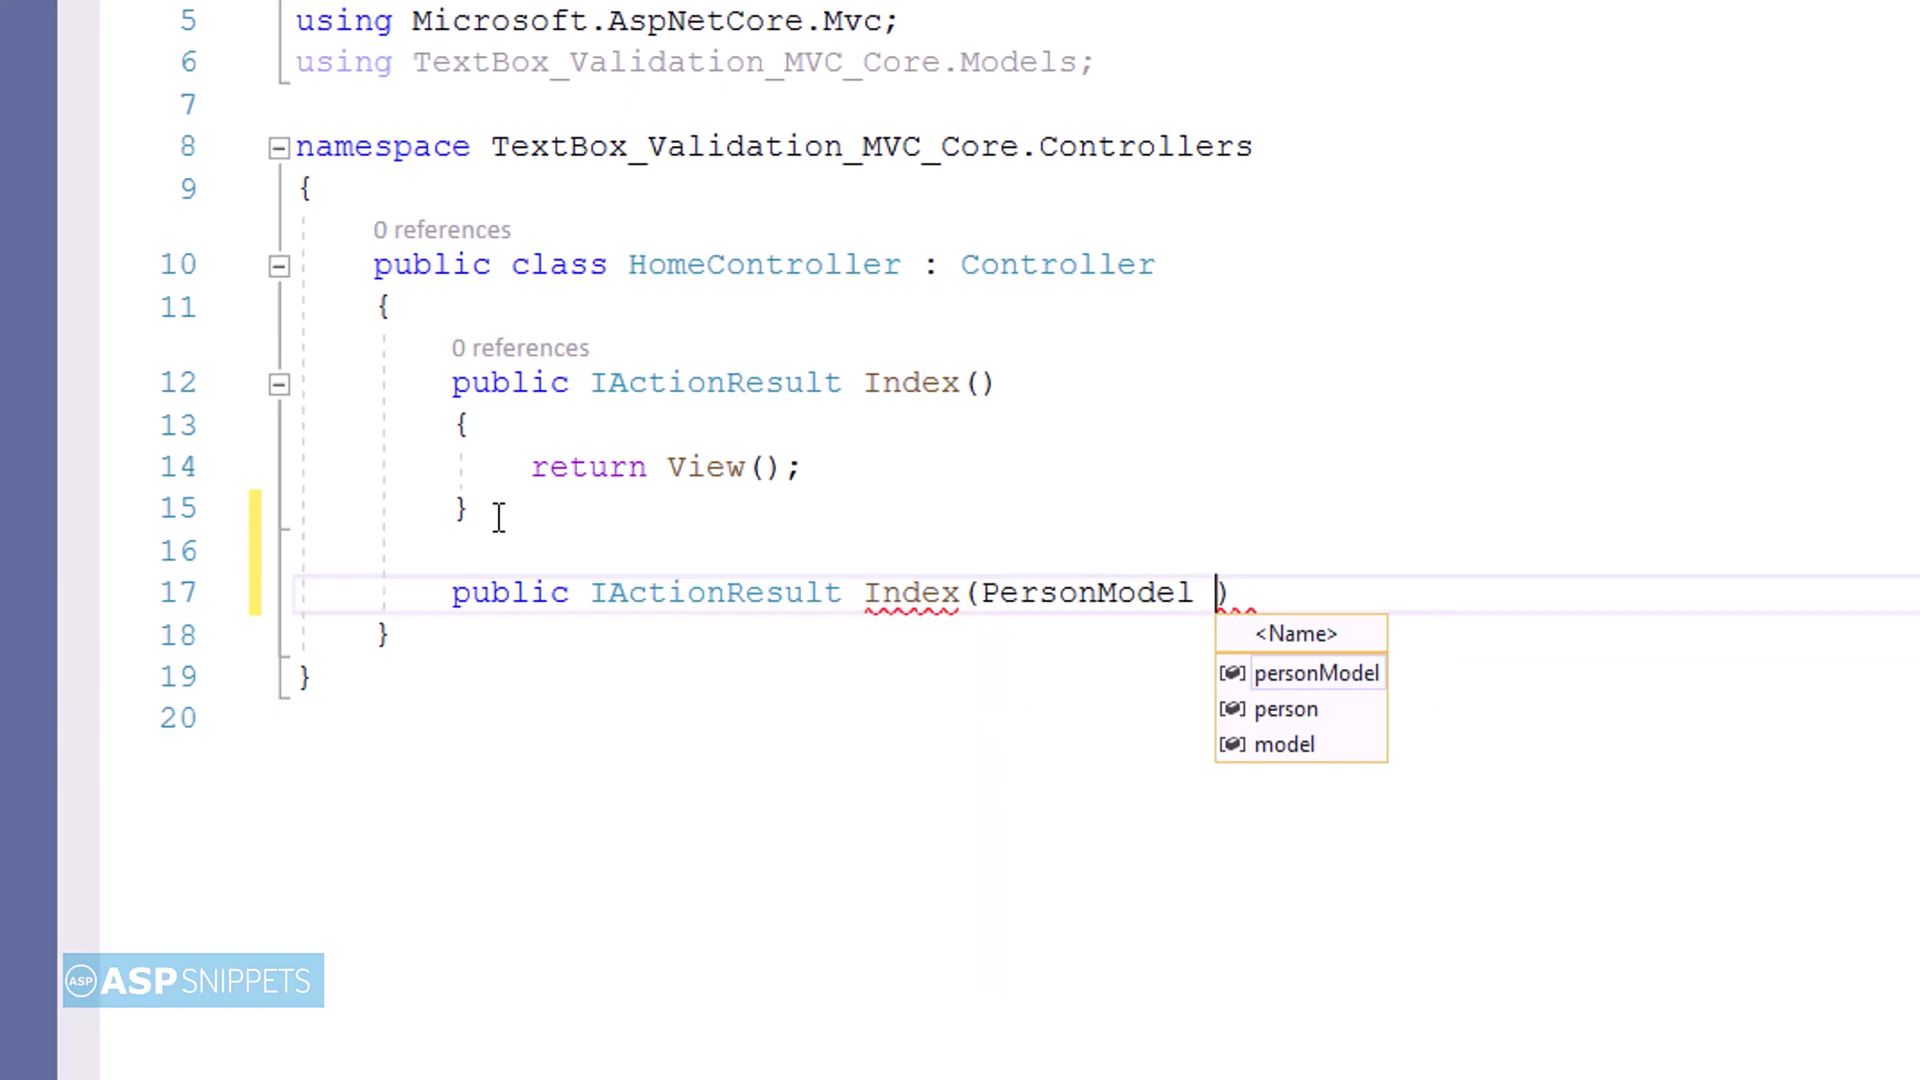 5 using Microsoft.AspNetCore.Mvc;
6 using TextBox_Validation_MVC_Core.Models;
7
8 namespace TextBox_Validation_MVC_Core.Controllers
9 {
0 references
10 public class HomeController : Controller
11 {
0 references
12 public IActionResult Index()
13 {
14 return View();
15 }
16
17 public IActionResult Index(PersonModel )
<Name>
18 }
personModel
19 }
person
20
model
ASP ASPSNIPPETS